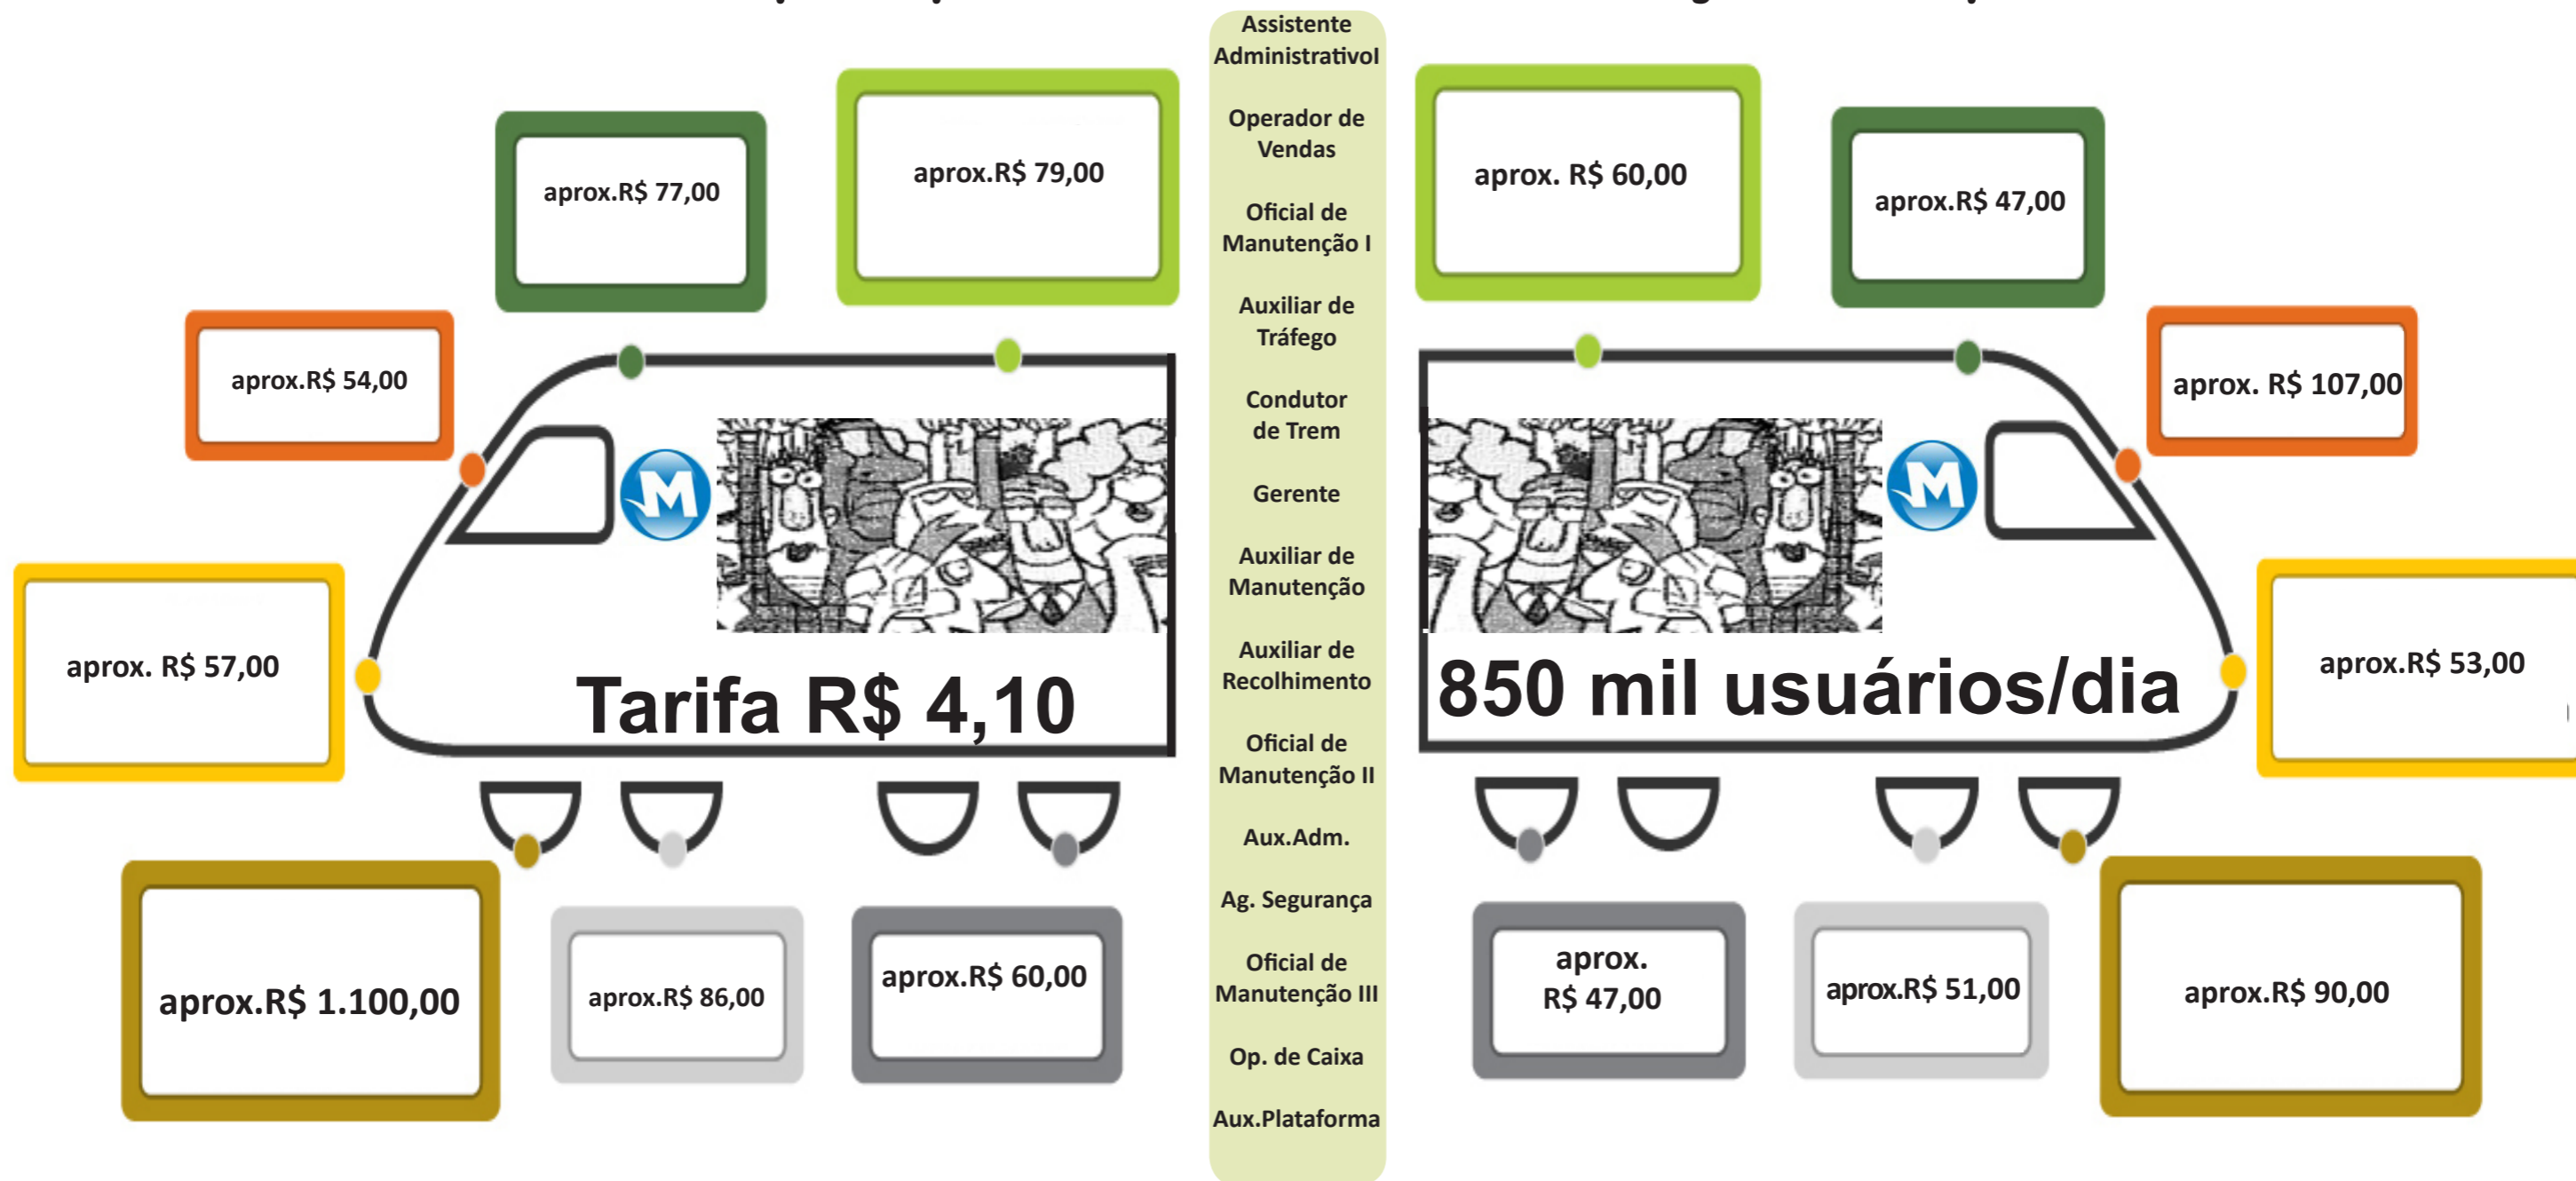 Assistente
AdministrativoI
Operador de
Vendas
Oficial de
Manutenção I
Auxiliar de
Tráfego
Condutor
de Trem
Gerente
Auxiliar de
Manutenção
Auxiliar de
Recolhimento
Oficial de
Manutenção II
Aux.Adm.
Ag. Segurança
Oficial de
Manutenção III
Op. de Caixa
Aux.Plataforma
aprox.R$ 77,00
aprox.R$ 79,00
aprox.R$ 54,00
aprox. R$ 57,00
M
Tarifa R$ 4,10
aprox.R$ 1.100,00
aprox.R$ 86,00
aprox.R$ 60,00
aprox. R$ 60,00
aprox.R$ 47,00
aprox. R$ 107,00
M
850 mil usuários/dia
aprox.R$ 53,00
aprox.
R$ 47,00
aprox.R$ 51,00
aprox.R$ 90,00